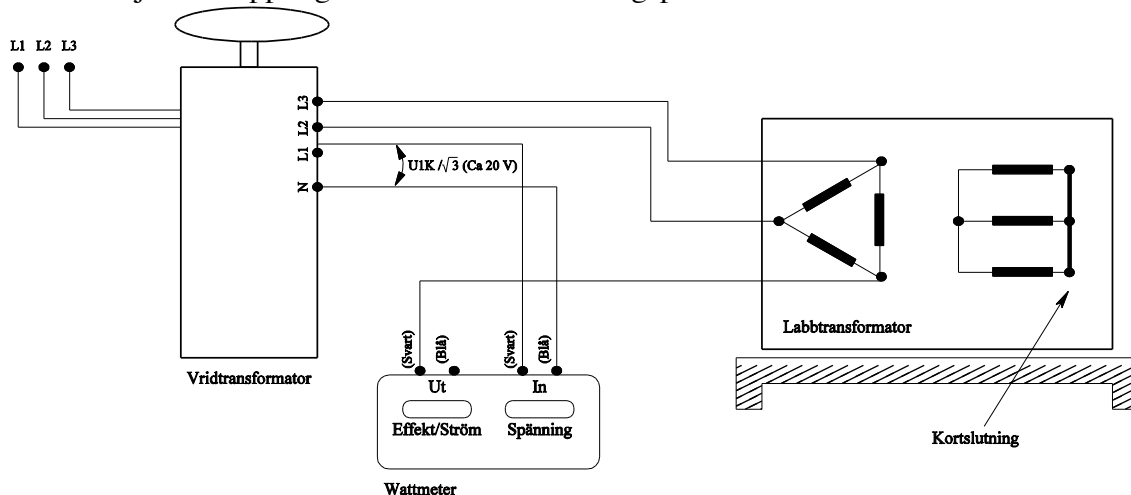 L1 L2 L3
L3
L2
L1
N
U1K /√3 (Ca 20 V)
Vridtransformator
(Svart) (Blå) (Svart) (Blå)
Ut In
Effekt/Ström Spänning
Wattmeter
Labbtransformator
Kortslutning